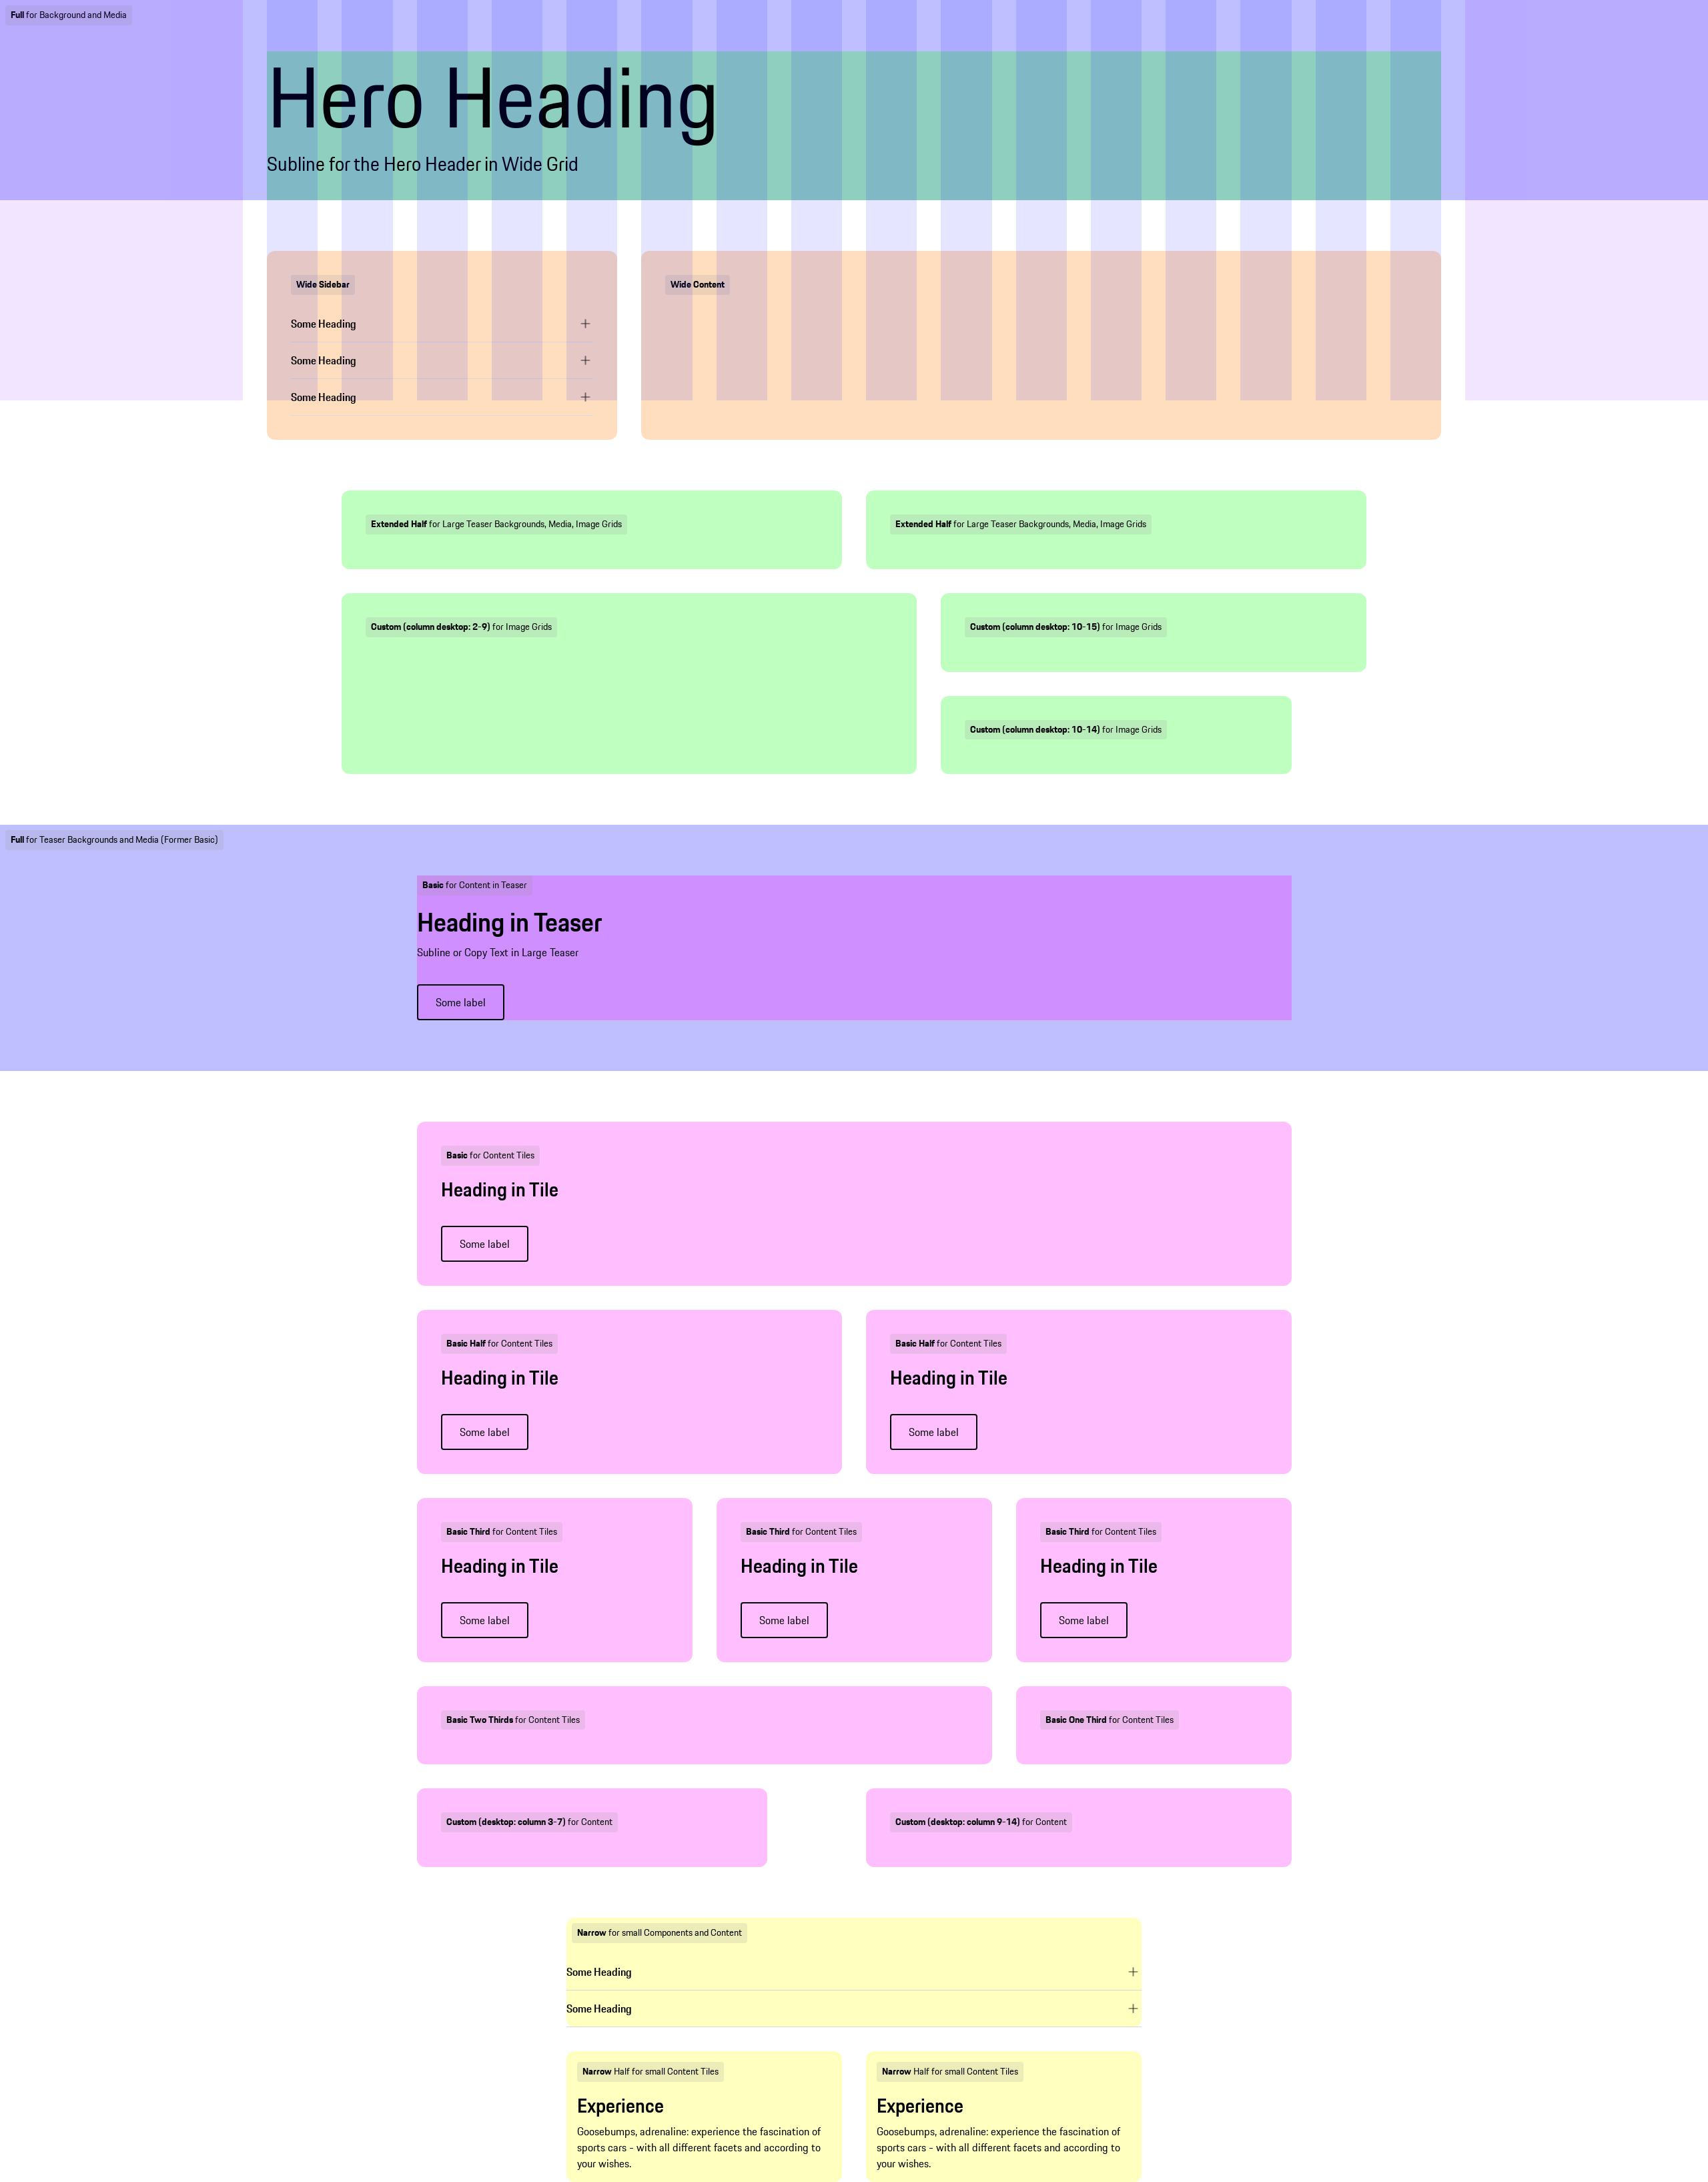 Full for Background and Media
Hero Heading
Subline for the Hero Header in Wide Grid
Wide Sidebar
Some Heading
Some Heading
Some Heading
Wide Content
Extended Half for Large Teaser Backgrounds, Media, Image Grids
Extended Half for Large Teaser Backgrounds, Media, Image Grids
Custom (column desktop: 2-9) for Image Grids
Custom (column desktop: 10-15) for Image Grids
Custom (column desktop: 10-14) for Image Grids
Full for Teaser Backgrounds and Media (Former Basic)
Basic for Content in Teaser
Heading in Teaser
Subline or Copy Text in Large Teaser
Some label
Basic for Content Tiles
Heading in Tile
Some label
Basic Half for Content Tiles
Heading in Tile
Some label
Basic Half for Content Tiles
Heading in Tile
Some label
Basic Third for Content Tiles
Heading in Tile
Some label
Basic Third for Content Tiles
Heading in Tile
Some label
Basic Third for Content Tiles
Heading in Tile
Some label
Basic Two Thirds for Content Tiles
Basic One Third for Content Tiles
Custom (desktop: column 3-7) for Content
Custom (desktop: column 9-14) for Content
Narrow for small Components and Content
Some Heading
Some Heading
Narrow Half for small Content Tiles
Experience
Goosebumps, adrenaline: experience the fascination of
sports cars - with all different facets and according to
your wishes.
Narrow Half for small Content Tiles
Experience
Goosebumps, adrenaline: experience the fascination of
sports cars - with all different facets and according to
your wishes.